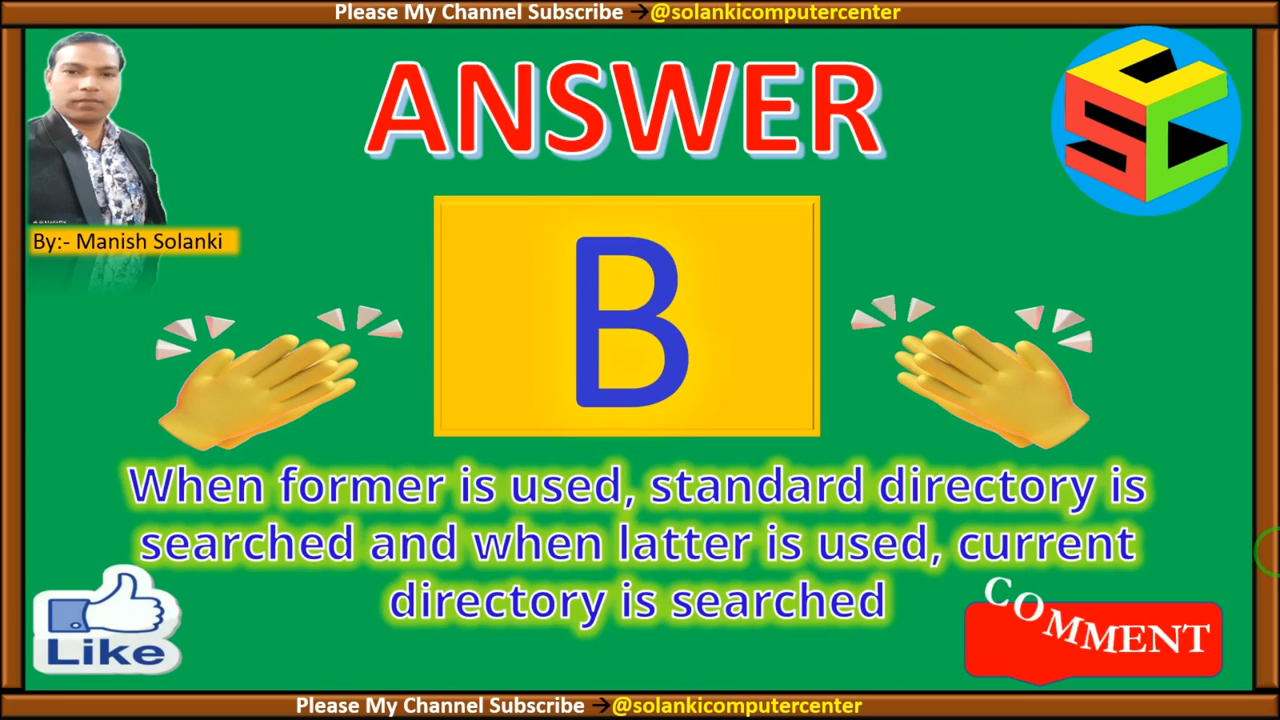 Please My Channel Subscribe →@solankicomputercenter
ANSWER
By:- Manish Solanki
B
When former is used, standard directory is
searched and when latter is used, current
directory is searched
Like
COMMENT
Please My Channel Subscribe →@solankicomputercenter